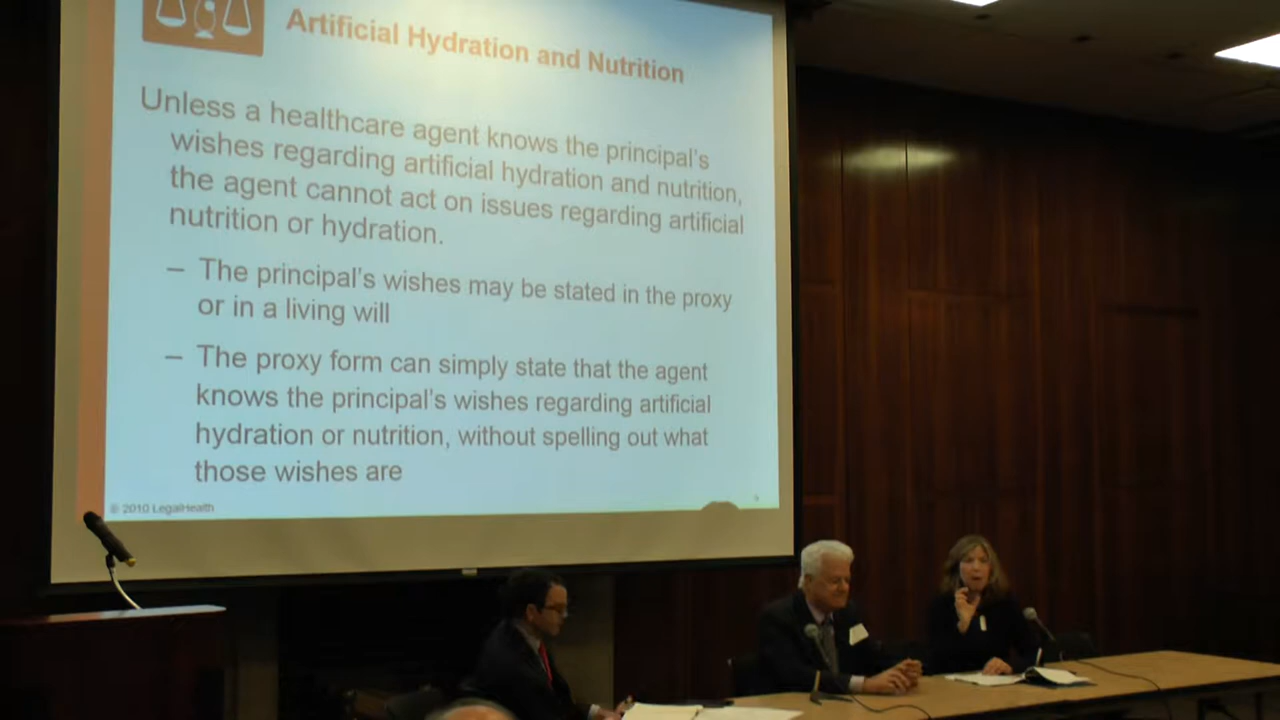 Artificial Hydration and Nutrition
Unless a healthcare agent knows the principal's
wishes regarding artificial hydration and nutrition,
the agent cannot act on issues regarding artificial
nutrition or hydration.
– The principal's wishes may be stated in the proxy
or in a living will
– The proxy form can simply state that the agent
knows the principal's wishes regarding artificial
hydration or nutrition, without spelling out what
those wishes are
© 2010 LegalHealth
9